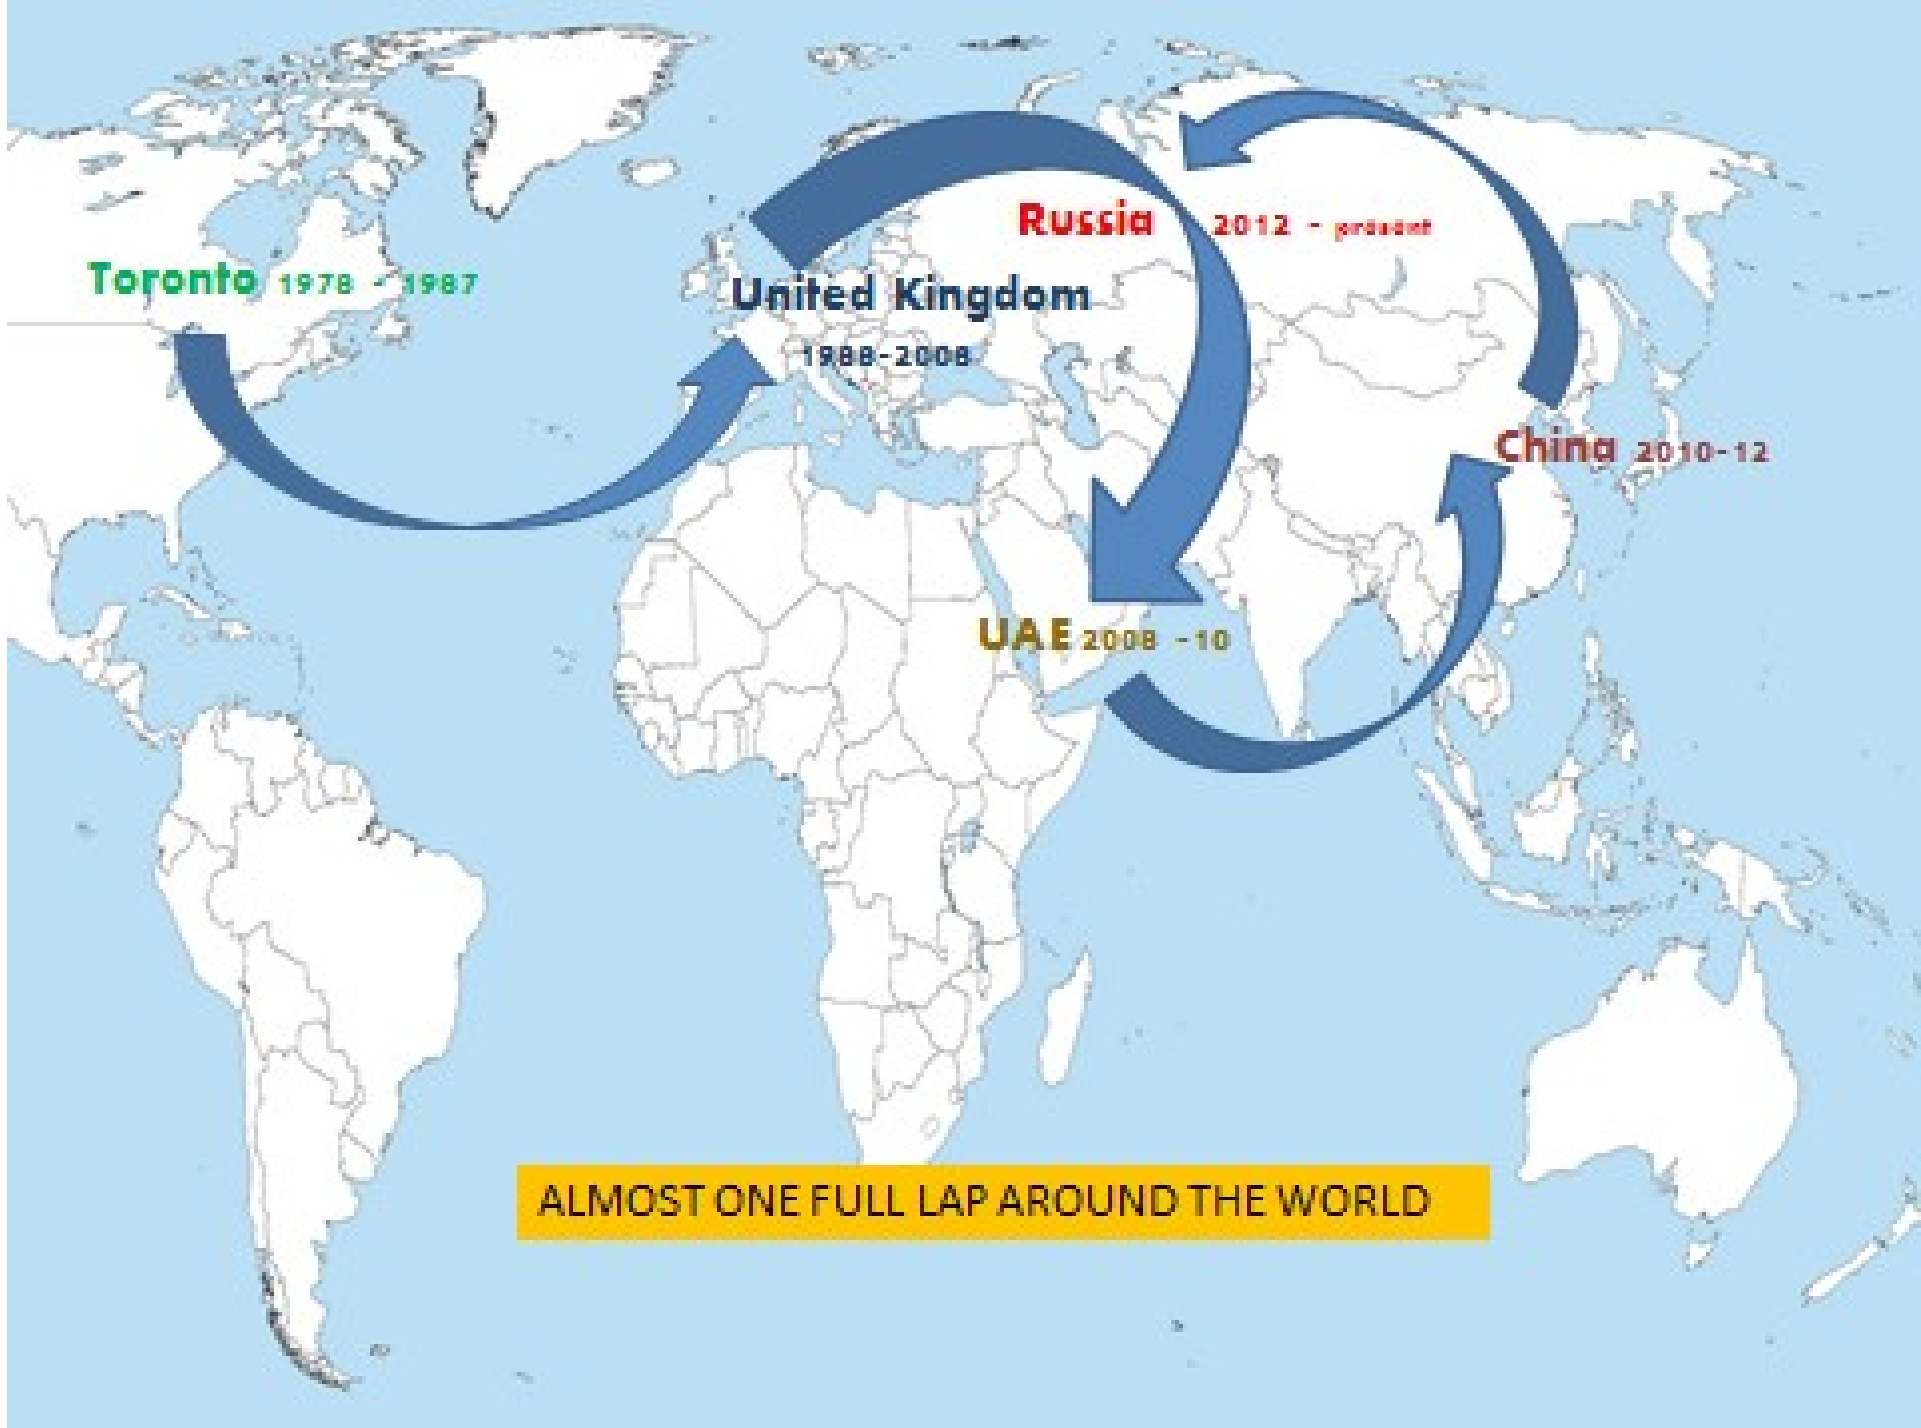 Toronto 1978 - 1987
Russia 2012 - present
United Kingdom
1988-2008
China 2010-12
UAE 2008 -10
ALMOST ONE FULL LAP AROUND THE WORLD